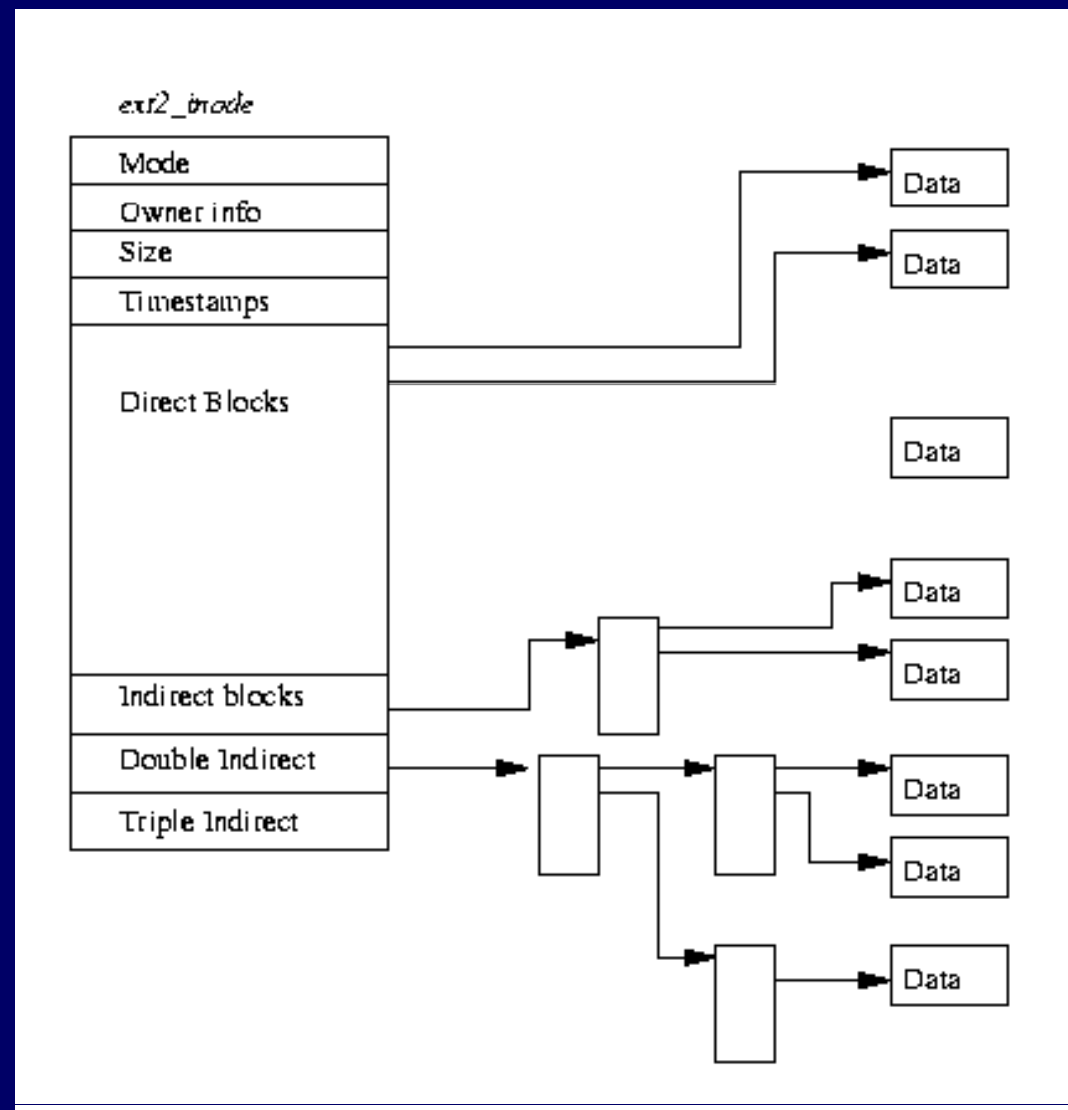 ext2_inode
Mode
Owner info
Size
Timestamps
Direct Blocks
Indirect blocks
Double Indirect
Triple Indirect
Data
Data
Data
Data
Data
Data
Data
Data